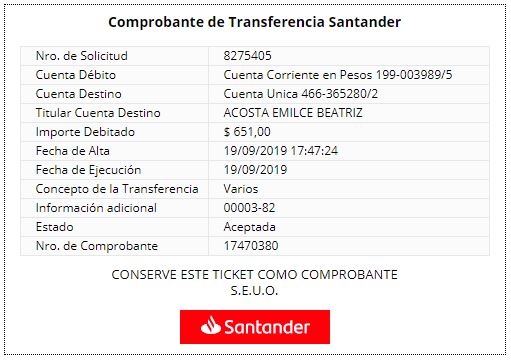 Comprobante de Transferencia Santander
Nro. de Solicitud 8275405
Cuenta Débito Cuenta Corriente en Pesos 199-003989/5
Cuenta Destino Cuenta Unica 466-365280/2
Titular Cuenta Destino ACOSTA EMILCE BEATRIZ
Importe Debitado $ 651,00
Fecha de Alta 19/09/2019 17:47:24
Fecha de Ejecución 19/09/2019
Concepto de la Transferencia Varios
Información adicional 00003-82
Estado Aceptada
Nro. de Comprobante 17470380
CONSERVE ESTE TICKET COMO COMPROBANTE
S.E.U.O.
Santander